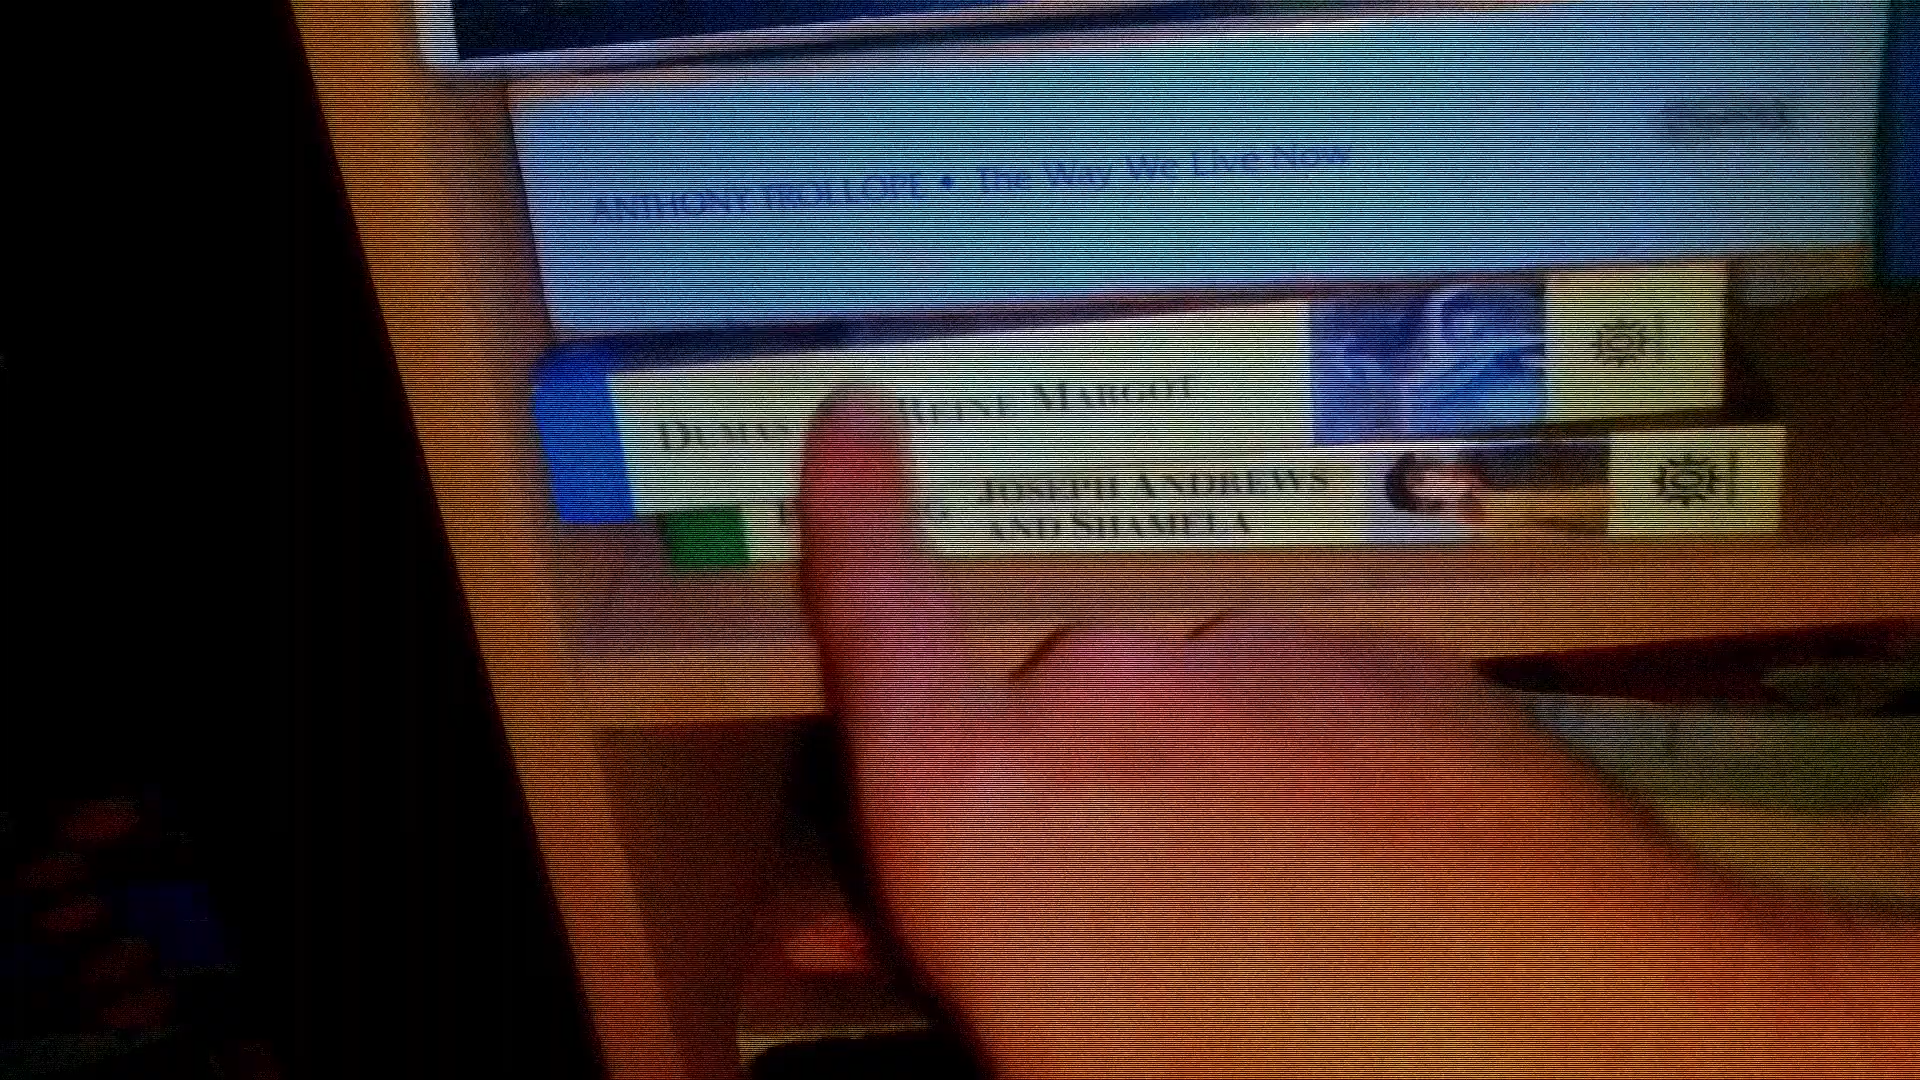 ANTHONY TROLLOPE • The Way We Live Now
DUMAS REINE MARGOT
JOSEPH ANDREWS
AND SHAMELA